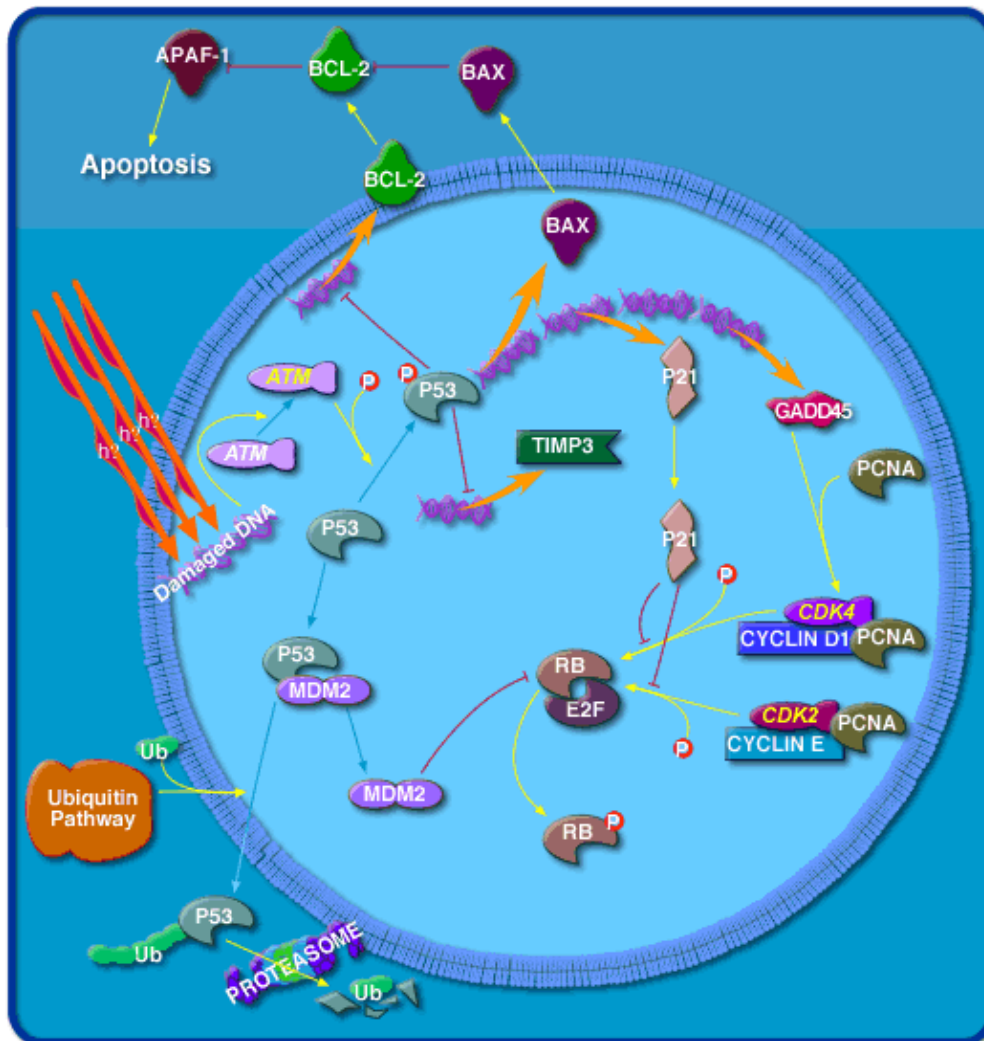 APAF-1
BCL-2
BAX
Apoptosis
BCL-2
BAX
ATM
P
P
P53
P21
GADD45
h?
h?
h?
ATM
TIMP3
PCNA
Damaged DNA
P53
P21
P
CDK4
CYCLIN D1
PCNA
P53
MDM2
RB
E2F
CDK2
PCNA
CYCLIN E
P
Ub
Ubiquitin
Pathway
MDM2
RB
P
P53
Ub
PROTEASOME
Ub